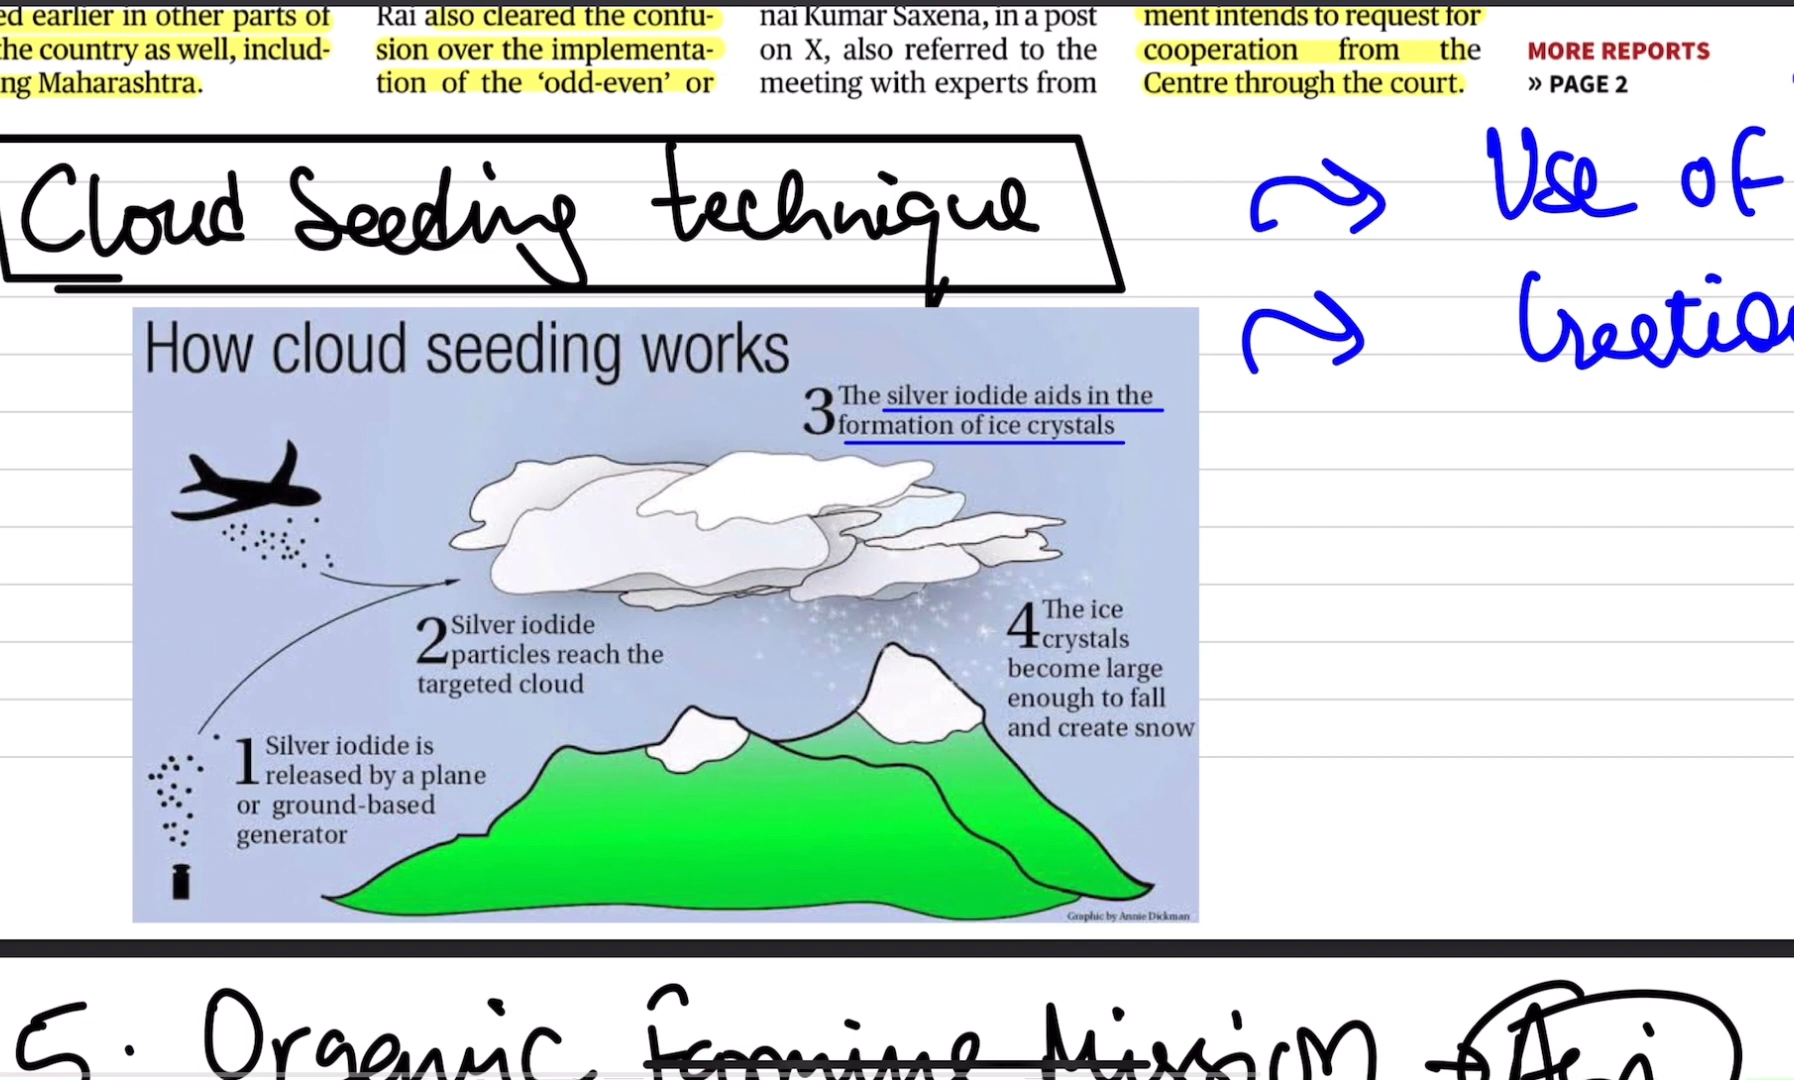 ed earlier in other parts of
he country as well, includ-
ng Maharashtra.
Rai also cleared the confu-
sion over the implementa-
tion of the ‘odd-even’ or
nai Kumar Saxena, in a post
on X, also referred to the
meeting with experts from
ment intends to request for
cooperation from the
Centre through the court.
MORE REPORTS
» PAGE 2
Cloud Seeding technique
Use of
How cloud seeding works
3 The silver iodide aids in the
formation of ice crystals
2 Silver iodide
particles reach the
targeted cloud
4 The ice
crystals
become large
enough to fall
and create snow
1 Silver iodide is
released by a plane
or ground-based
generator
Graphic by Annie Dickman
5. Organic Farming Mission